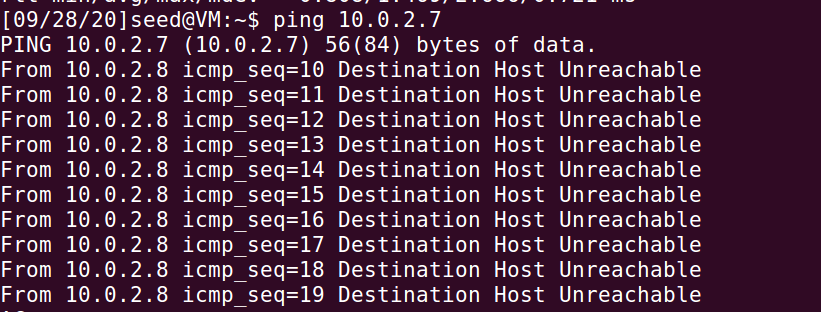 [09/28/20]seed@VM:~$ ping 10.0.2.7
PING 10.0.2.7 (10.0.2.7) 56(84) bytes of data.
From 10.0.2.8 icmp_seq=10 Destination Host Unreachable
From 10.0.2.8 icmp_seq=11 Destination Host Unreachable
From 10.0.2.8 icmp_seq=12 Destination Host Unreachable
From 10.0.2.8 icmp_seq=13 Destination Host Unreachable
From 10.0.2.8 icmp_seq=14 Destination Host Unreachable
From 10.0.2.8 icmp_seq=15 Destination Host Unreachable
From 10.0.2.8 icmp_seq=16 Destination Host Unreachable
From 10.0.2.8 icmp_seq=17 Destination Host Unreachable
From 10.0.2.8 icmp_seq=18 Destination Host Unreachable
From 10.0.2.8 icmp_seq=19 Destination Host Unreachable